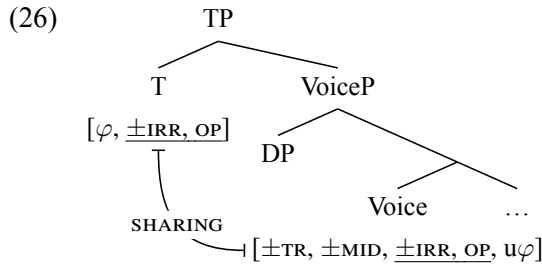 (26) TP
T VoiceP
[φ, ±IRR, OP]
DP
Voice …
SHARING
[±TR, ±MID, ±IRR, OP, uφ]